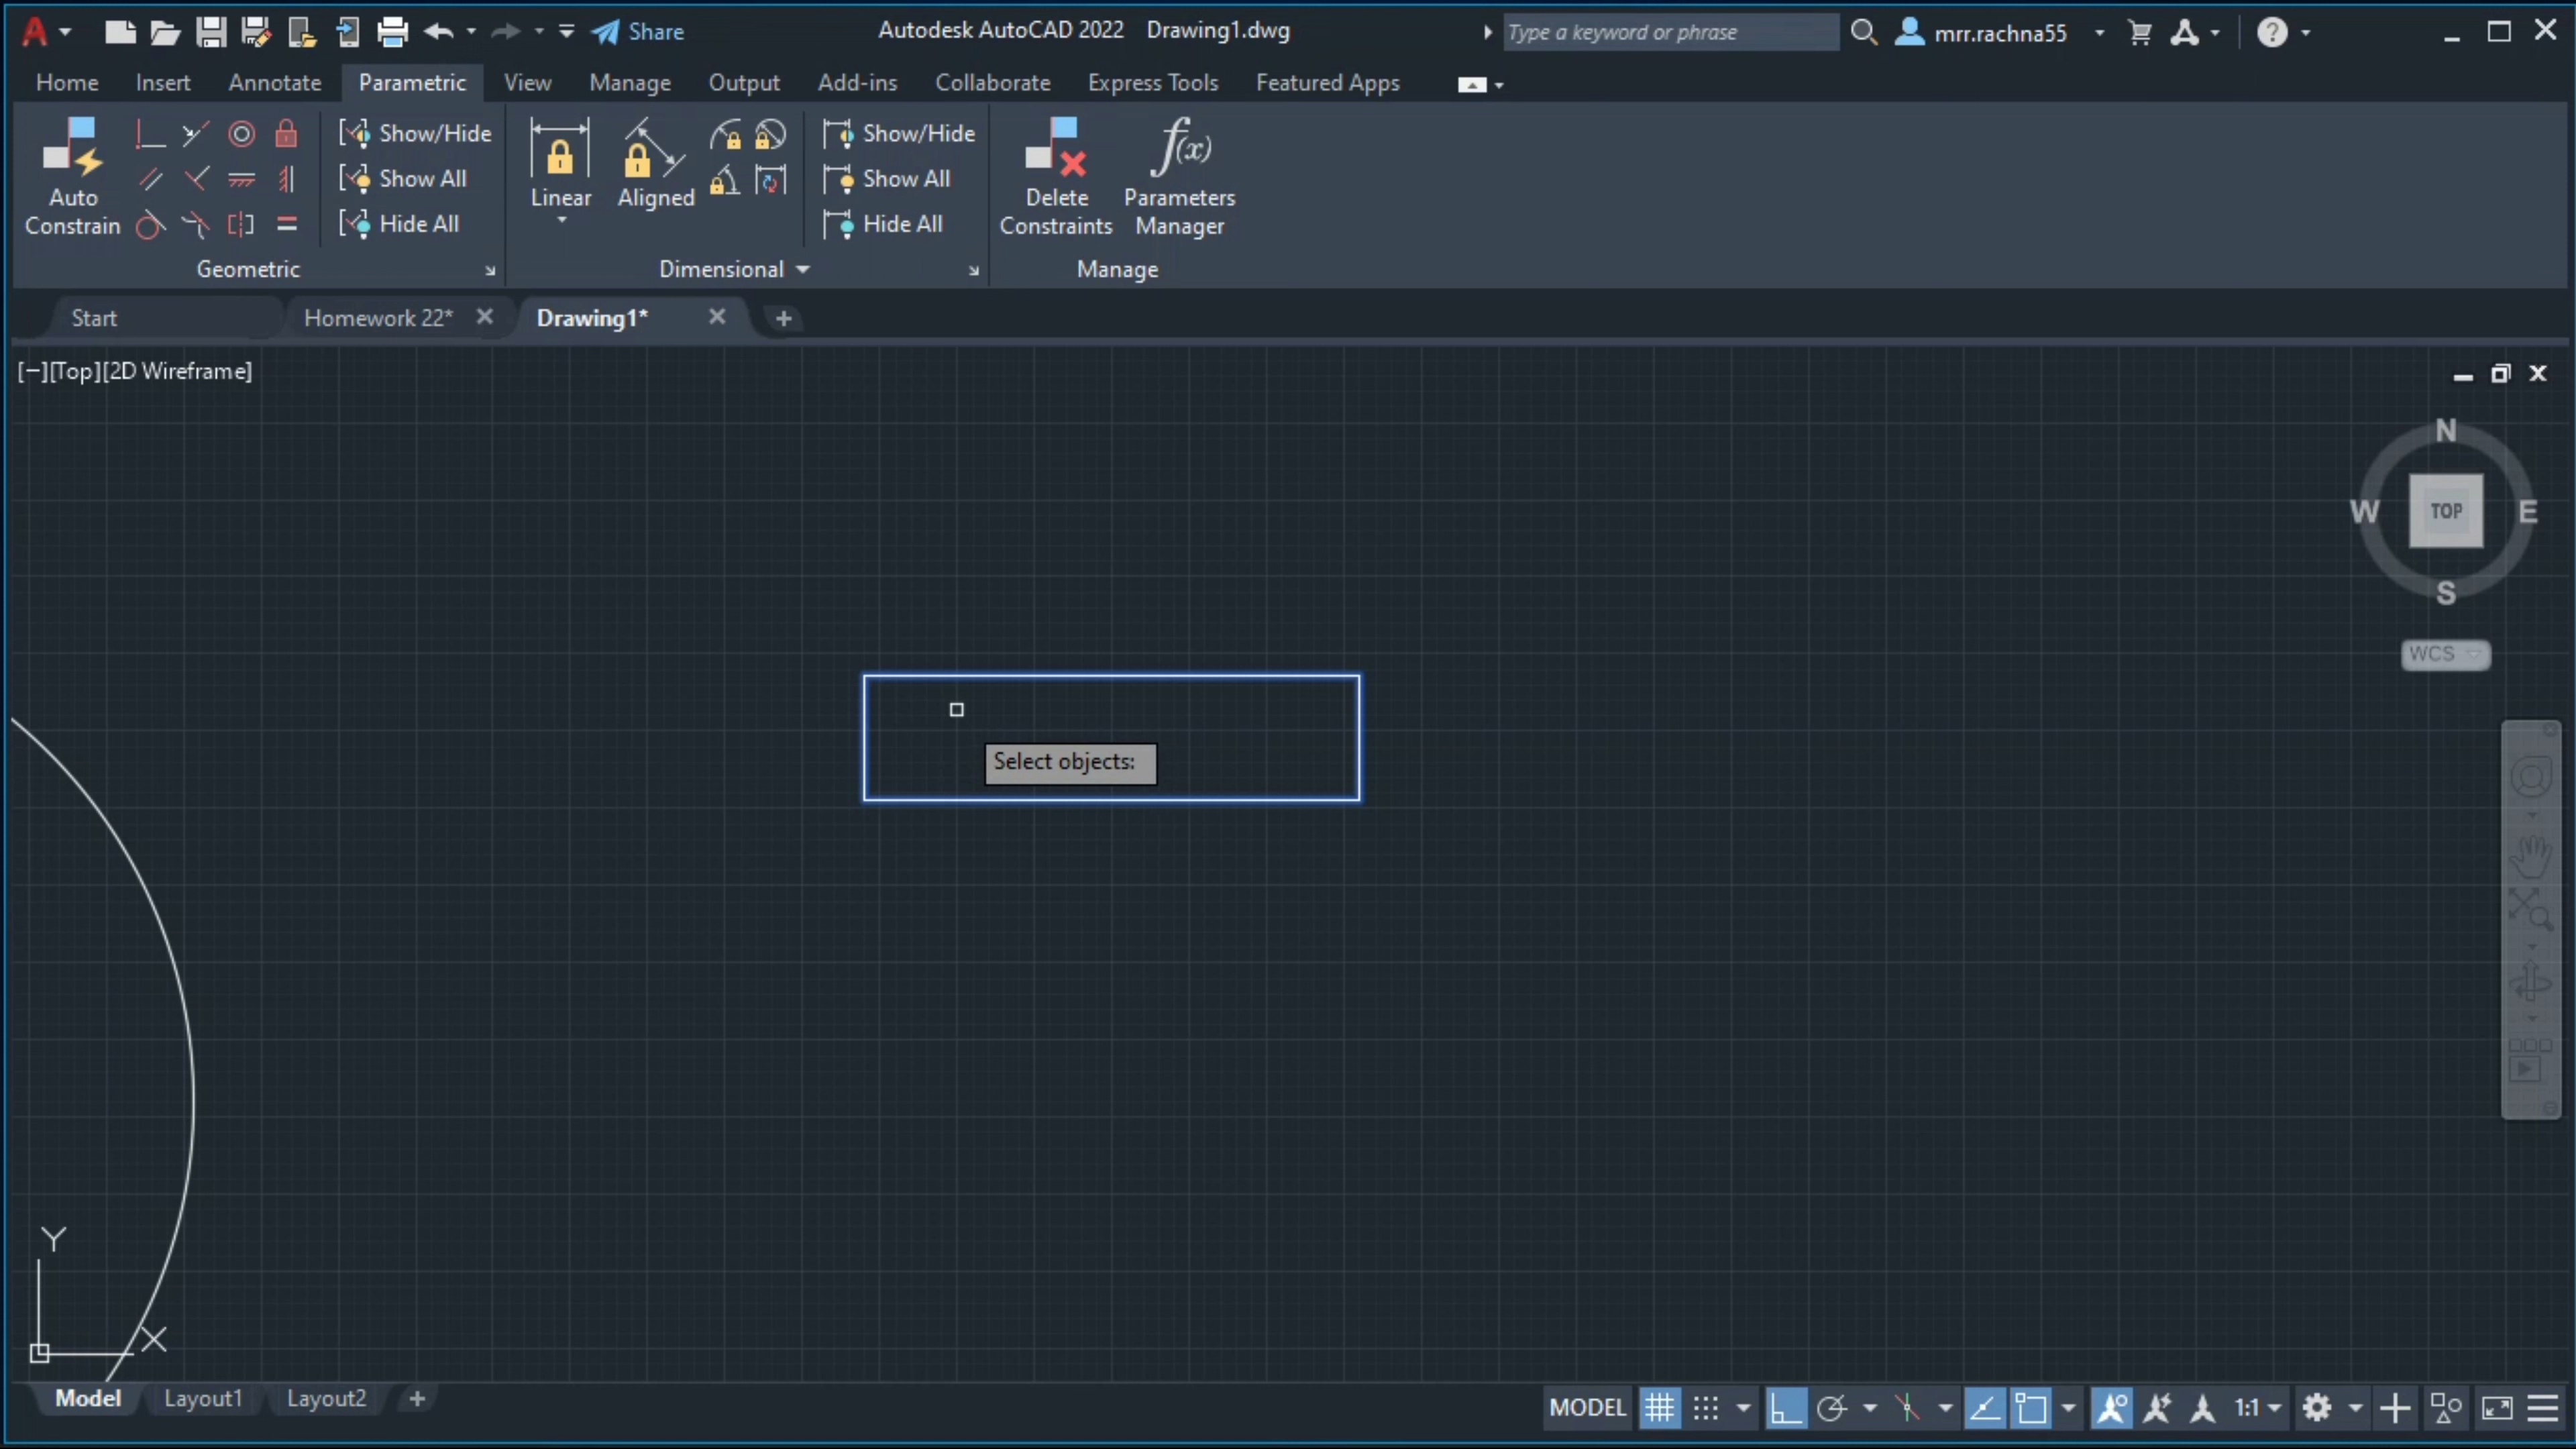 Share
Autodesk AutoCAD 2022 Drawing1.dwg
Type a keyword or phrase
mrr.rachna55
Home Insert Annotate Parametric View Manage Output Add-ins Collaborate Express Tools Featured Apps
Auto
Constrain
Show/Hide
Show All
Hide All
Geometric
Linear
Aligned
Show/Hide
Show All
Hide All
Dimensional
Delete
Constraints
f(x)
Parameters
Manager
Manage
Start Homework 22* Drawing1*
[−][Top][2D Wireframe]
N
W TOP E
S
WCS
Select objects:
Y
X
Model Layout1 Layout2
MODEL 1:1